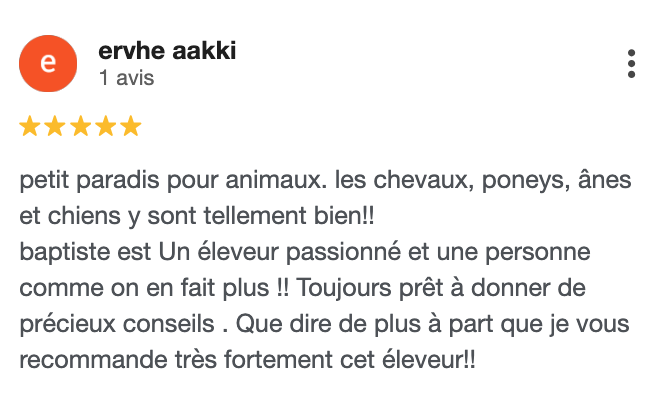 e
ervhe aakki
1 avis
petit paradis pour animaux. les chevaux, poneys, ânes
et chiens y sont tellement bien!!
baptiste est Un éleveur passionné et une personne
comme on en fait plus !! Toujours prêt à donner de
précieux conseils . Que dire de plus à part que je vous
recommande très fortement cet éleveur!!